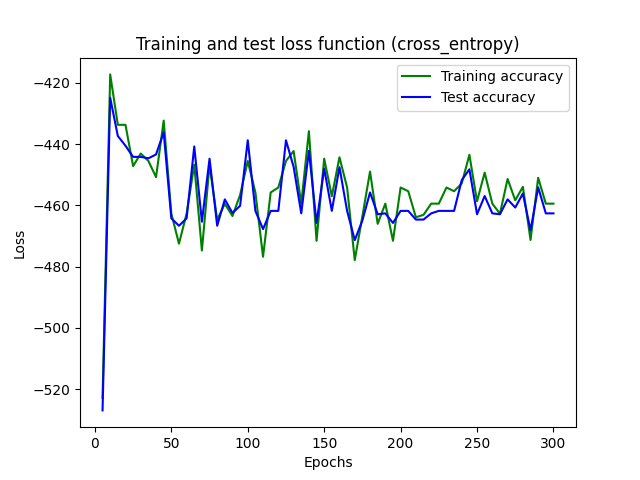 Training and test loss function (cross_entropy)
Training accuracy
Test accuracy
−420
−440
−460
−480
−500
−520
Loss
0 50 100 150 200 250 300
Epochs